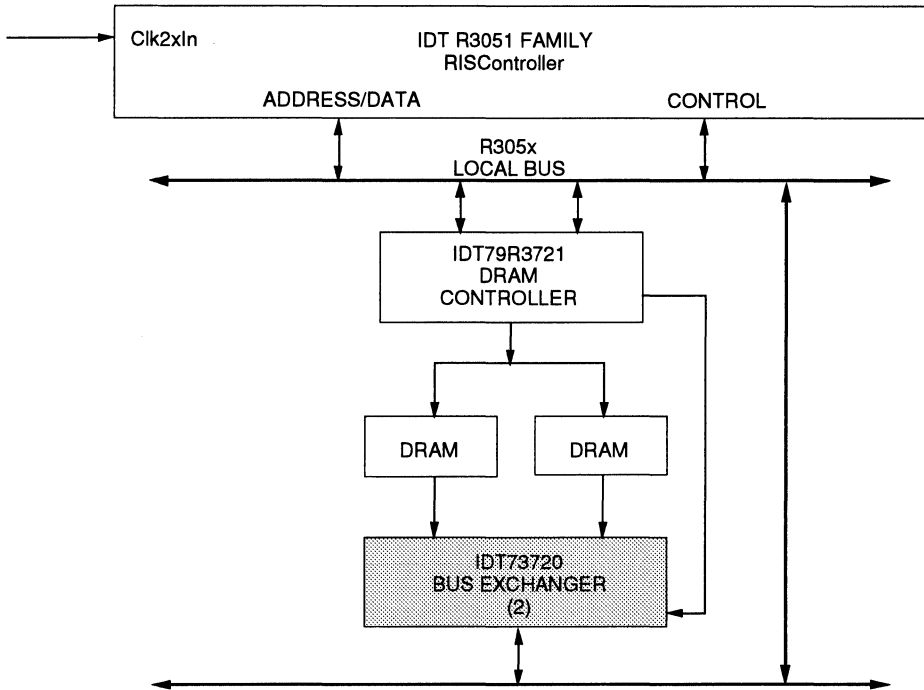 Clk2xIn
IDT R3051 FAMILY
RISController
ADDRESS/DATA
CONTROL
R305x
LOCAL BUS
IDT79R3721
DRAM
CONTROLLER
DRAM
DRAM
IDT73720
BUS EXCHANGER
(2)